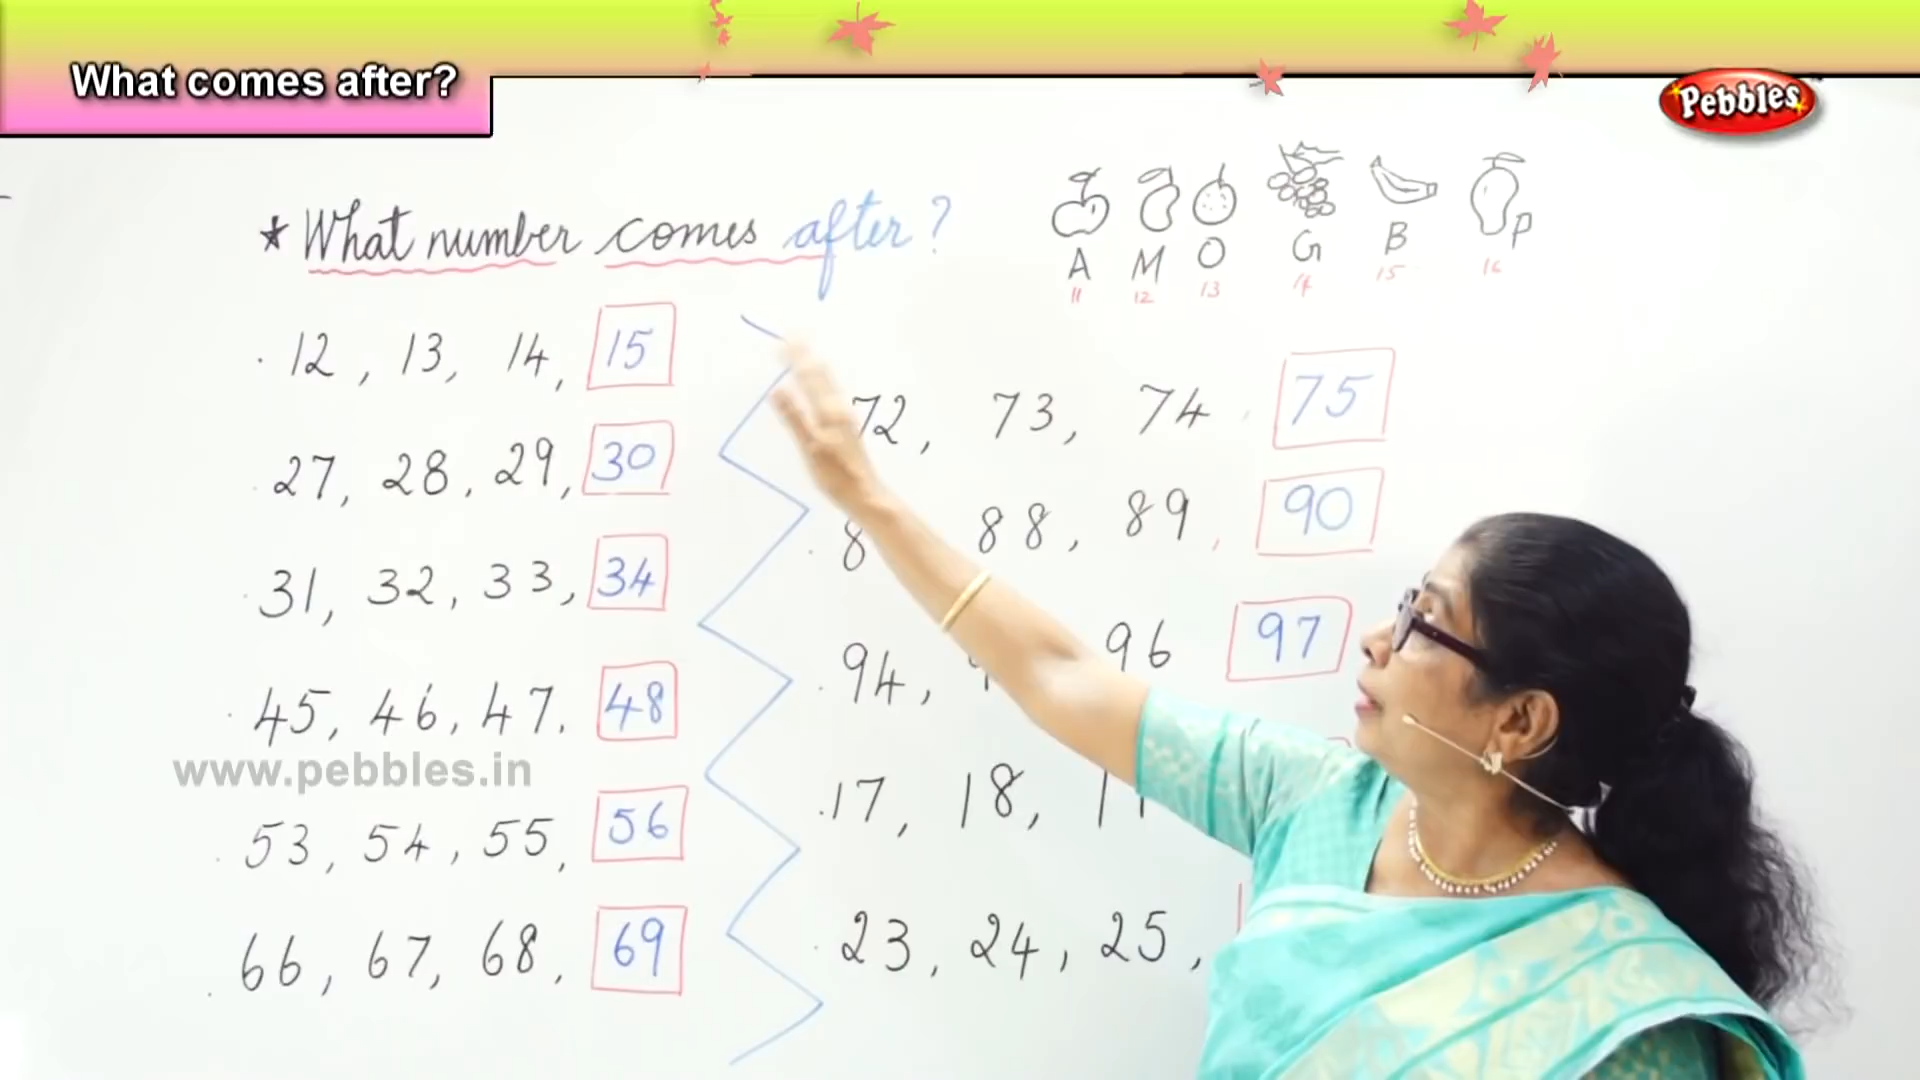 What comes after?
Pebbles
* What number comes after?
A M O G B P
11 12 13 14 15 16
12, 13, 14, 15
27, 28, 29, 30
31, 32, 33, 34
45, 46, 47. 48
www.pebbles.in
53, 54, 55, 56
66, 67, 68, 69
72, 73, 74 75
88, 89, 90
94, 96 97
17, 18,
23, 24, 25,